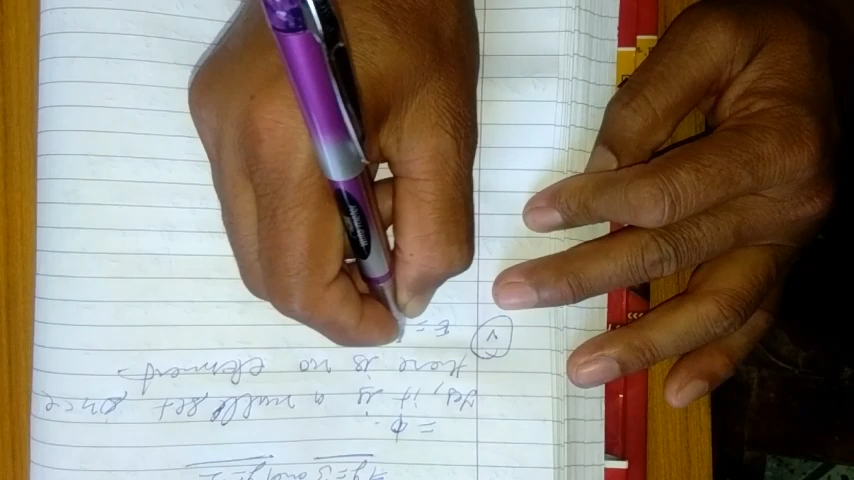 = φ.
Yes, it is a null set since
there is no element.
v
E =